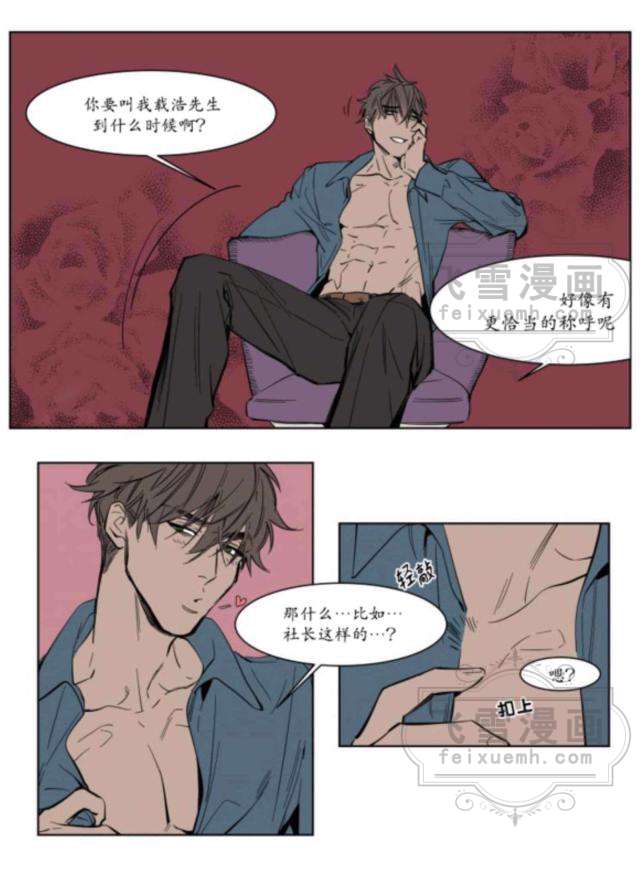 你要叫我载浩先生
到什么时候啊?
飞雪漫画
feixuemh.com
好像有
更恰当的称呼呢
轻敲
那什么…比如…
社长这样的…?
嗯?
扣上
飞雪漫画
feixuemh.com